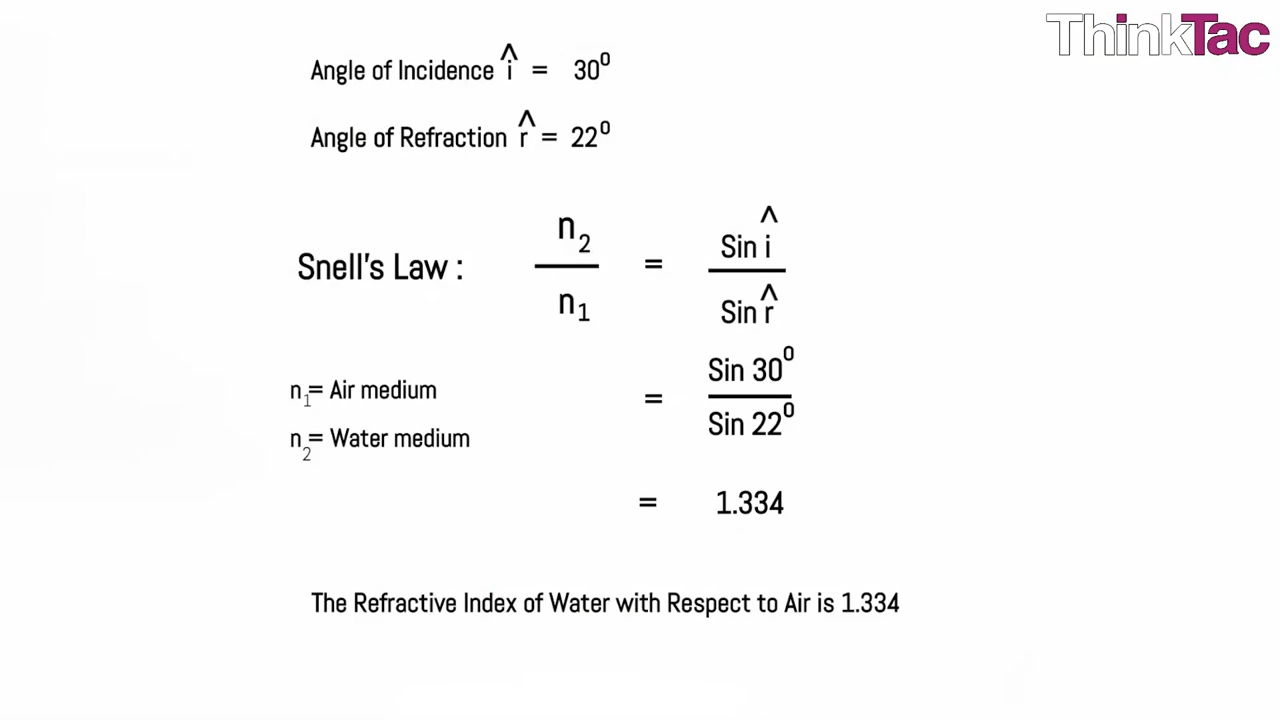 ThinkTac
Angle of Incidence î = 30⁰
Angle of Refraction r̂ = 22⁰
Snell's Law : n₂ / n₁ = Sin î / Sin r̂
n₁= Air medium
n₂= Water medium
= Sin 30⁰ / Sin 22⁰
= 1.334
The Refractive Index of Water with Respect to Air is 1.334